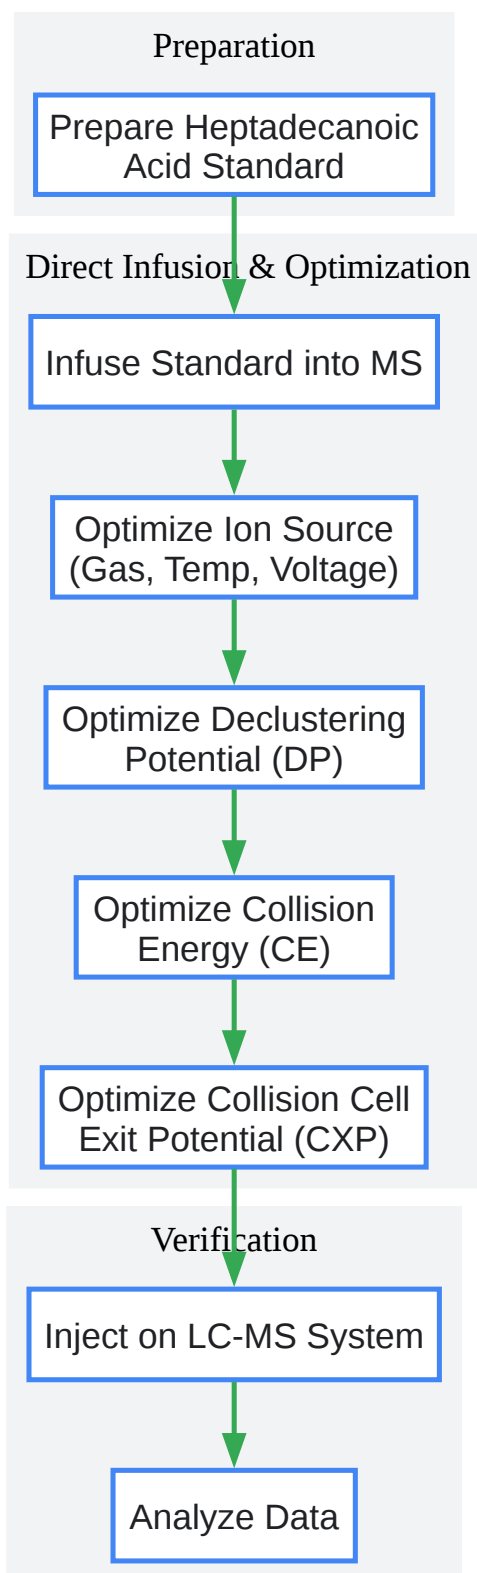 Preparation
Prepare Heptadecanoic
Acid Standard
Direct Infusion & Optimization
Infuse Standard into MS
Optimize Ion Source
(Gas, Temp, Voltage)
Optimize Declustering
Potential (DP)
Optimize Collision
Energy (CE)
Optimize Collision Cell
Exit Potential (CXP)
Verification
Inject on LC-MS System
Analyze Data